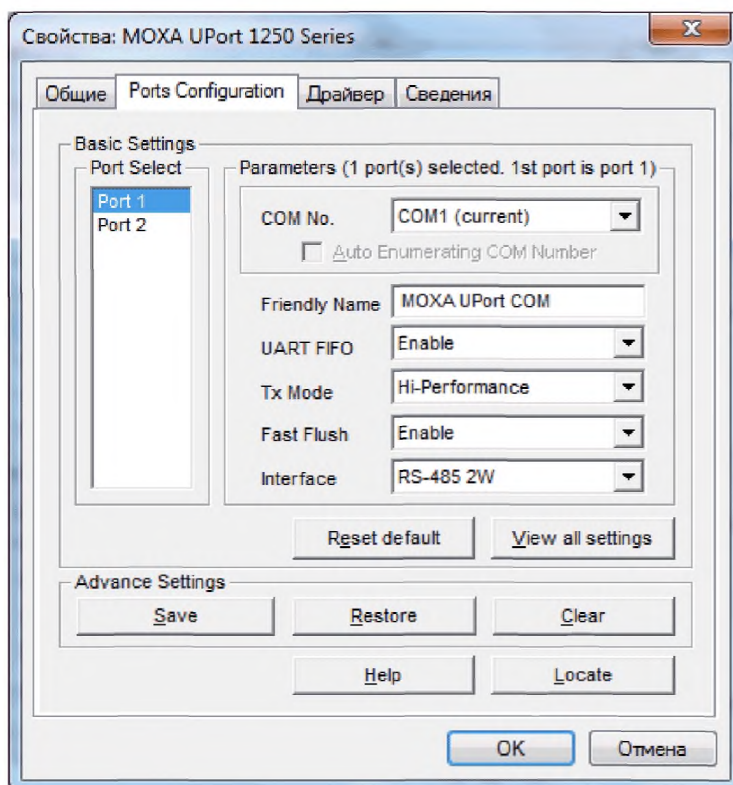 Свойства: MOXA UPort 1250 Series
x
Общие Ports Configuration Драйвер Сведения
Basic Settings
Port Select
Port 1
Port 2
Parameters (1 port(s) selected. 1st port is port 1)
COM No. COM1 (current)
Auto Enumerating COM Number
Friendly Name MOXA UPort COM
UART FIFO Enable
Tx Mode Hi-Performance
Fast Flush Enable
Interface RS-485 2W
Reset default View all settings
Advance Settings
Save Restore Clear
Help Locate
OK Отмена